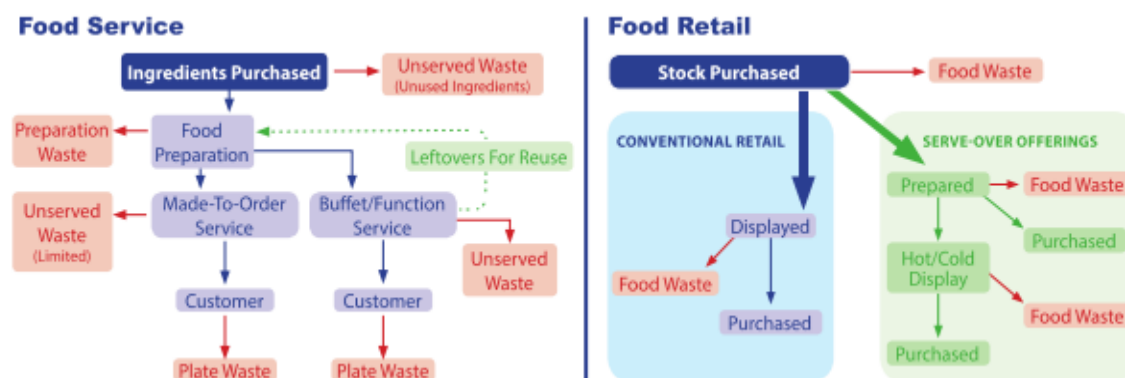 Food Service
Ingredients Purchased
Unserved Waste
(Unused Ingredients)
Preparation
Waste
Food
Preparation
Leftovers For Reuse
Unserved
Waste
(Limited)
Made-To-Order
Service
Buffet/Function
Service
Unserved
Waste
Customer
Customer
Plate Waste
Plate Waste
Food Retail
Stock Purchased
Food Waste
CONVENTIONAL RETAIL
Displayed
Food Waste
Purchased
SERVE-OVER OFFERINGS
Prepared
Food Waste
Purchased
Hot/Cold
Display
Food Waste
Purchased